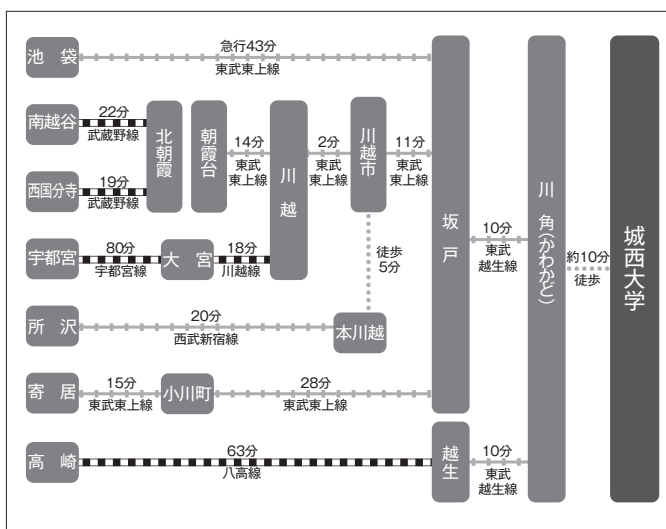 池 袋
急行43分
東武東上線
南越谷
22分
武蔵野線
西国分寺
19分
武蔵野線
北朝霞
朝霞台
14分
東武
東上線
宇都宮
80分
宇都宮線
大 宮
18分
川越線
川 越
2分
東武
東上線
川越市
11分
東武
東上線
徒歩
5分
所 沢
20分
西武新宿線
本川越
寄 居
15分
東武東上線
小川町
28分
東武東上線
坂 戸
10分
東武
越生線
高 崎
63分
八高線
越生
10分
東武
越生線
川 角(かわかど)
約10分
徒歩
城西大学